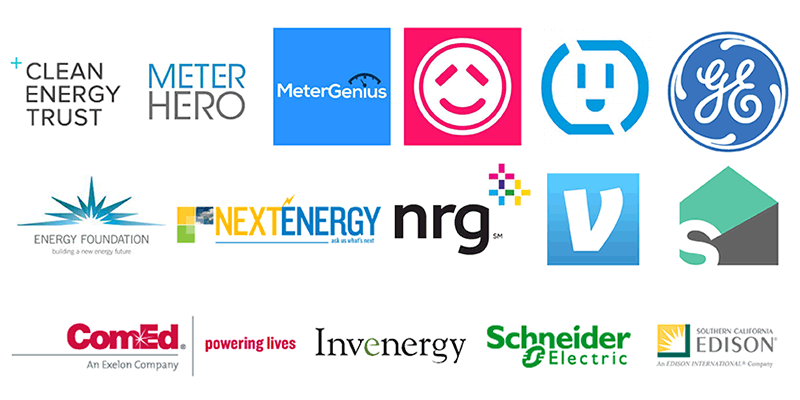 +CLEAN
ENERGY
TRUST
METER
HERO
MeterGenius
GE
ENERGY FOUNDATION
building a new energy future
NEXTENERGY
ask us what's next
nrg SM
V
S
ComEd®
An Exelon Company
powering lives
Invenergy
Schneider
Electric
SOUTHERN CALIFORNIA
EDISON®
An EDISON INTERNATIONAL® Company